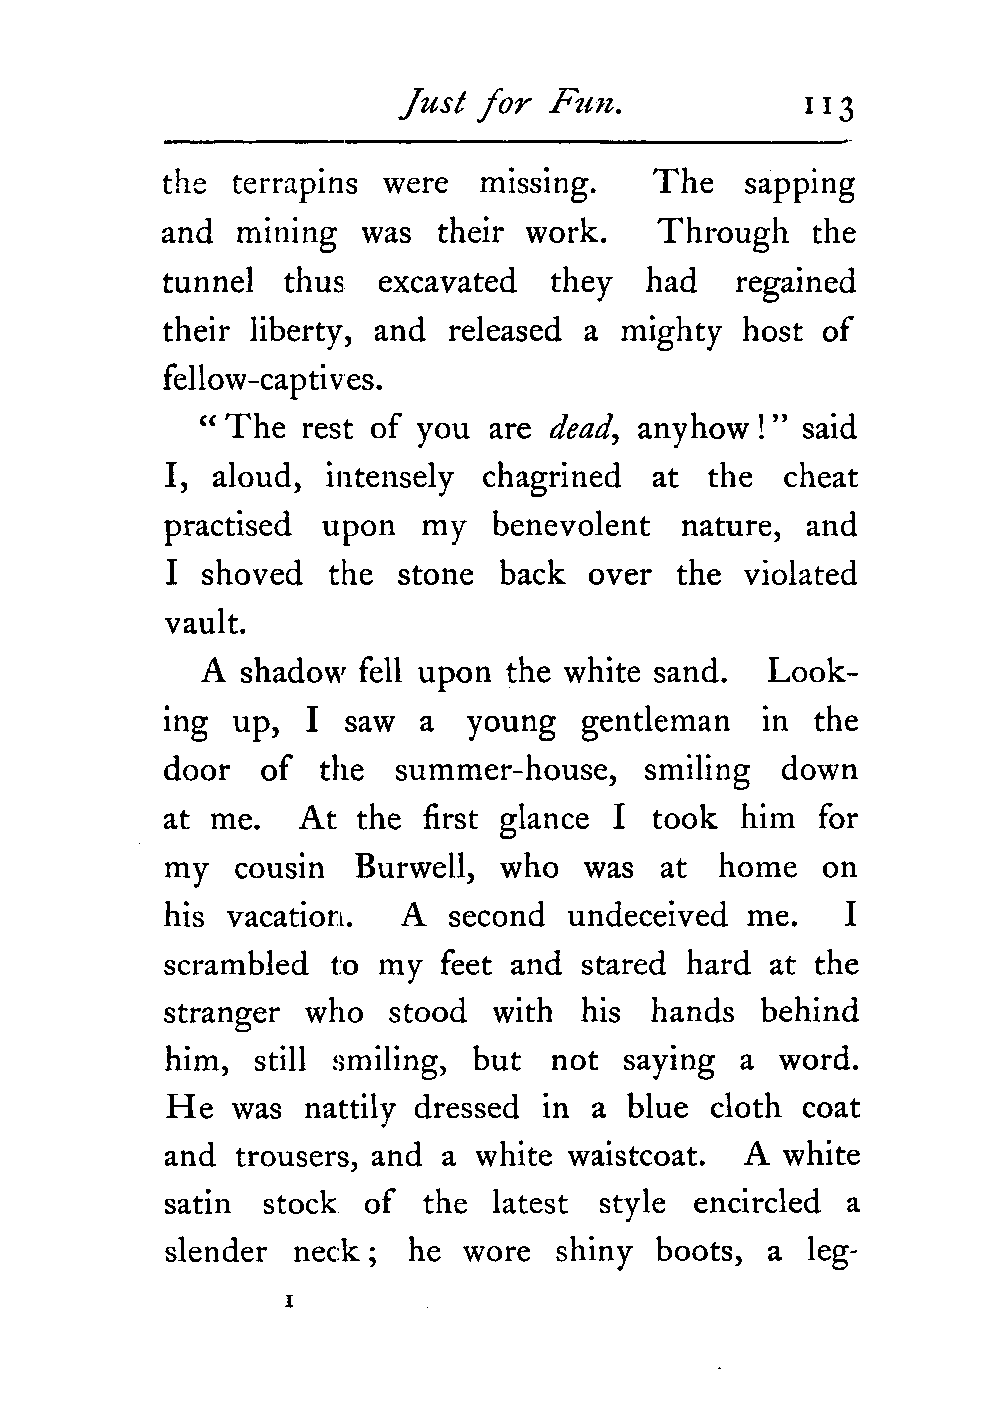 Just for Fun. 113
the terrapins were missing. The sapping
and mining was their work. Through the
tunnel thus excavated they had regained
their liberty, and released a mighty host of
fellow-captives.
“The rest of you are dead, anyhow!” said
I, aloud, intensely chagrined at the cheat
practised upon my benevolent nature, and
I shoved the stone back over the violated
vault.
A shadow fell upon the white sand. Look-
ing up, I saw a young gentleman in the
door of the summer-house, smiling down
at me. At the first glance I took him for
my cousin Burwell, who was at home on
his vacation. A second undeceived me. I
scrambled to my feet and stared hard at the
stranger who stood with his hands behind
him, still smiling, but not saying a word.
He was nattily dressed in a blue cloth coat
and trousers, and a white waistcoat. A white
satin stock of the latest style encircled a
slender neck; he wore shiny boots, a leg-
I